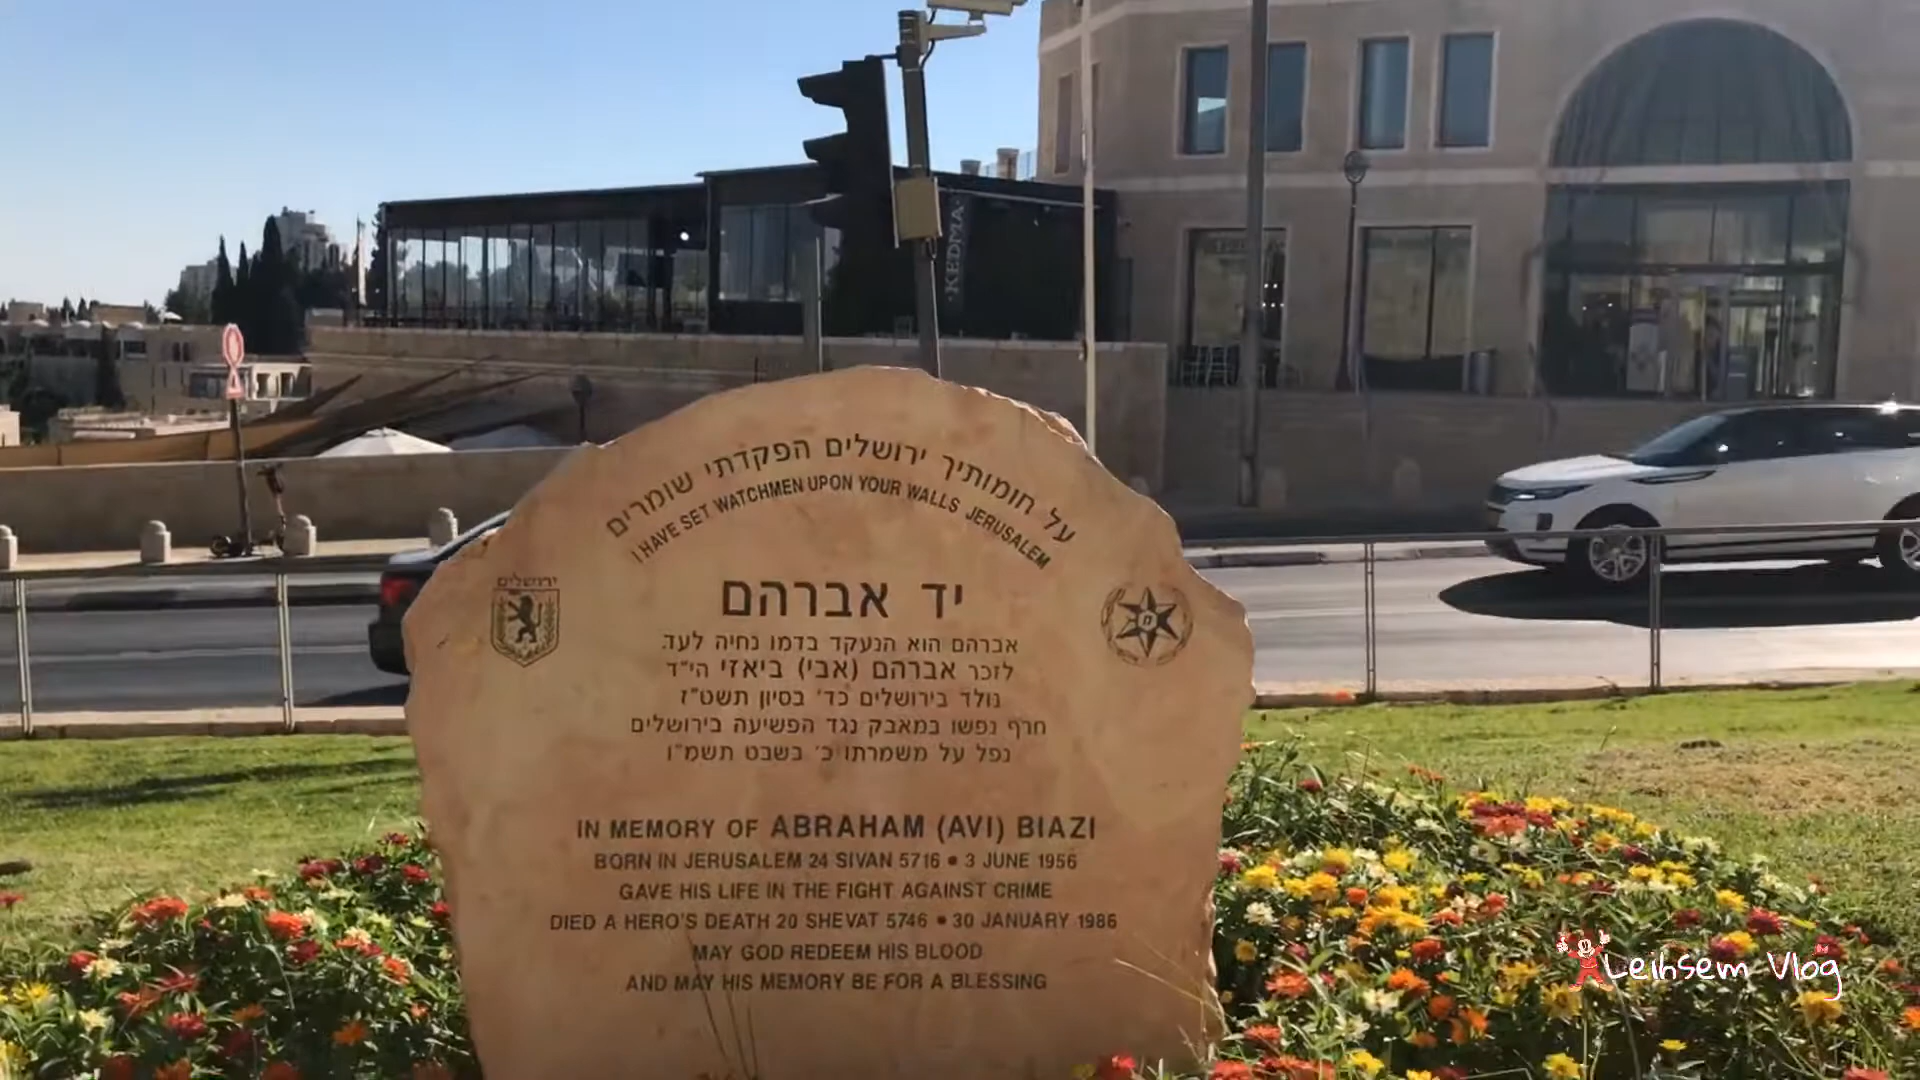 ·KEDMA·
על חומותיך ירושלים הפקדתי שומרים
I HAVE SET WATCHMEN UPON YOUR WALLS JERUSALEM
ירושלים
יד אברהם
אברהם הוא הנעקד בדמו נחיה לעד.
לזכר אברהם (אבי) ביאזי הי"ד
נולד בירושלים כד' בסיון תשט"ז
חרף נפשו במאבק נגד הפשיעה בירושלים
נפל על משמרתו כ' בשבט תשמ"ו
IN MEMORY OF ABRAHAM (AVI) BIAZI
BORN IN JERUSALEM 24 SIVAN 5716 • 3 JUNE 1956
GAVE HIS LIFE IN THE FIGHT AGAINST CRIME
DIED A HERO'S DEATH 20 SHEVAT 5746 • 30 JANUARY 1986
MAY GOD REDEEM HIS BLOOD
AND MAY HIS MEMORY BE FOR A BLESSING
Leihsem Vlog